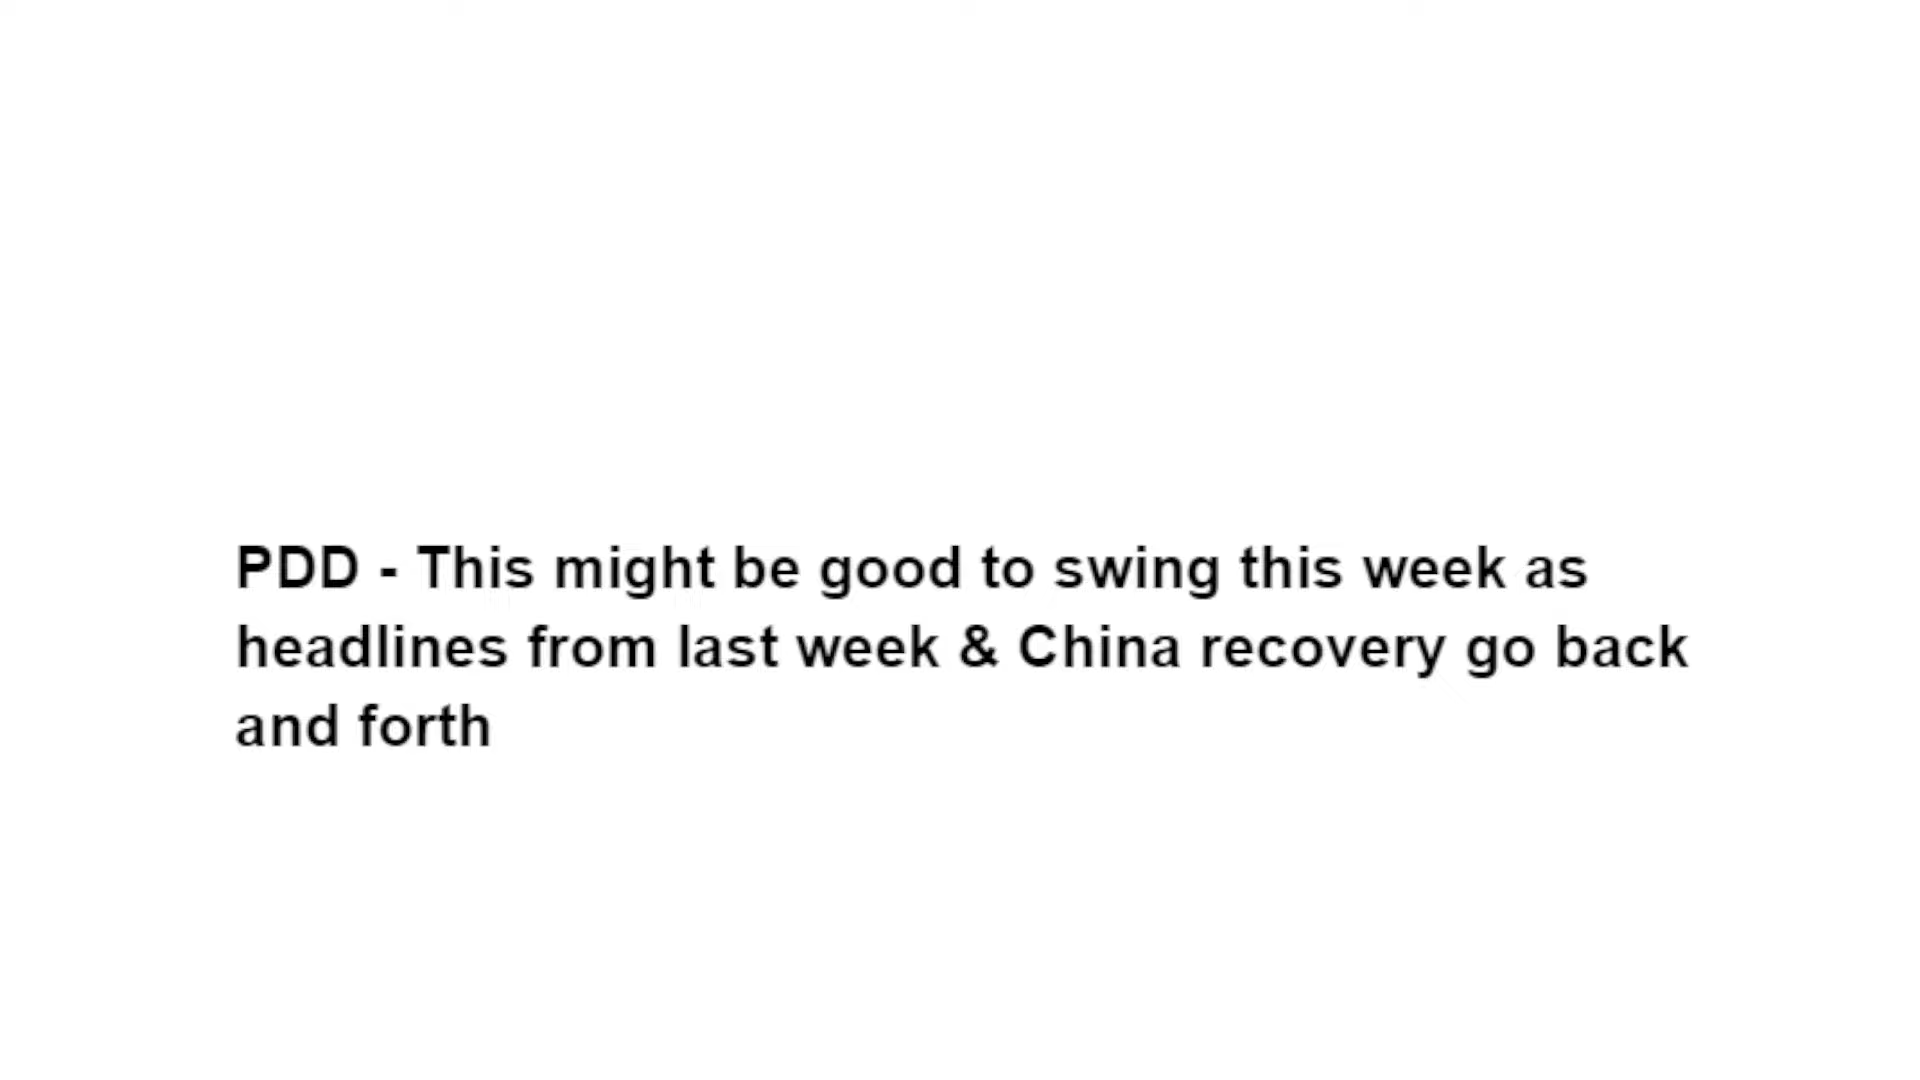 PDD - This might be good to swing this week as
headlines from last week & China recovery go back
and forth